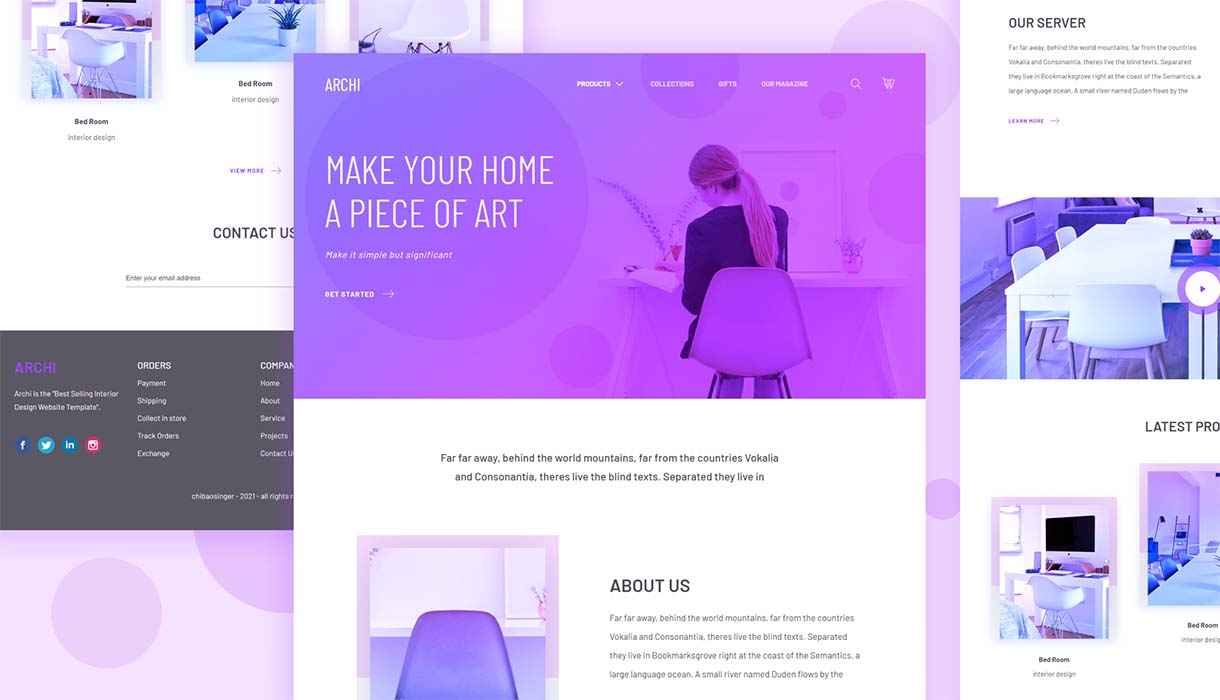 Bed Room
interior design
Bed Room
interior design
VIEW MORE
CONTACT US
Enter your email address
ARCHI
Archi is the "Best Selling Interior
Design Website Template".
ORDERS
Payment
Shipping
Collect in store
Track Orders
Exchange
COMPAN
Home
About
Service
Projects
Contact U
chibaosinger - 2021 - all rights r
ARCHI
PRODUCTS
COLLECTIONS
GIFTS
OUR MAGAZINE
MAKE YOUR HOME
A PIECE OF ART
Make it simple but significant
GET STARTED
Far far away, behind the world mountains, far from the countries Vokalia
and Consonantia, theres live the blind texts. Separated they live in
ABOUT US
Far far away, behind the world mountains, far from the countries
Vokalia and Consonantia, theres live the blind texts. Separated
they live in Bookmarksgrove right at the coast of the Semantics, a
large language ocean. A small river named Duden flows by the
OUR SERVER
Far far away, behind the world mountains, far from the countries
Vokalia and Consonantia, theres live the blind texts. Separated
they live in Bookmarksgrove right at the coast of the Semantics, a
large language ocean. A small river named Duden flows by the
LEARN MORE
LATEST PRO
Bed Room
interior design
Bed Room
interior desig